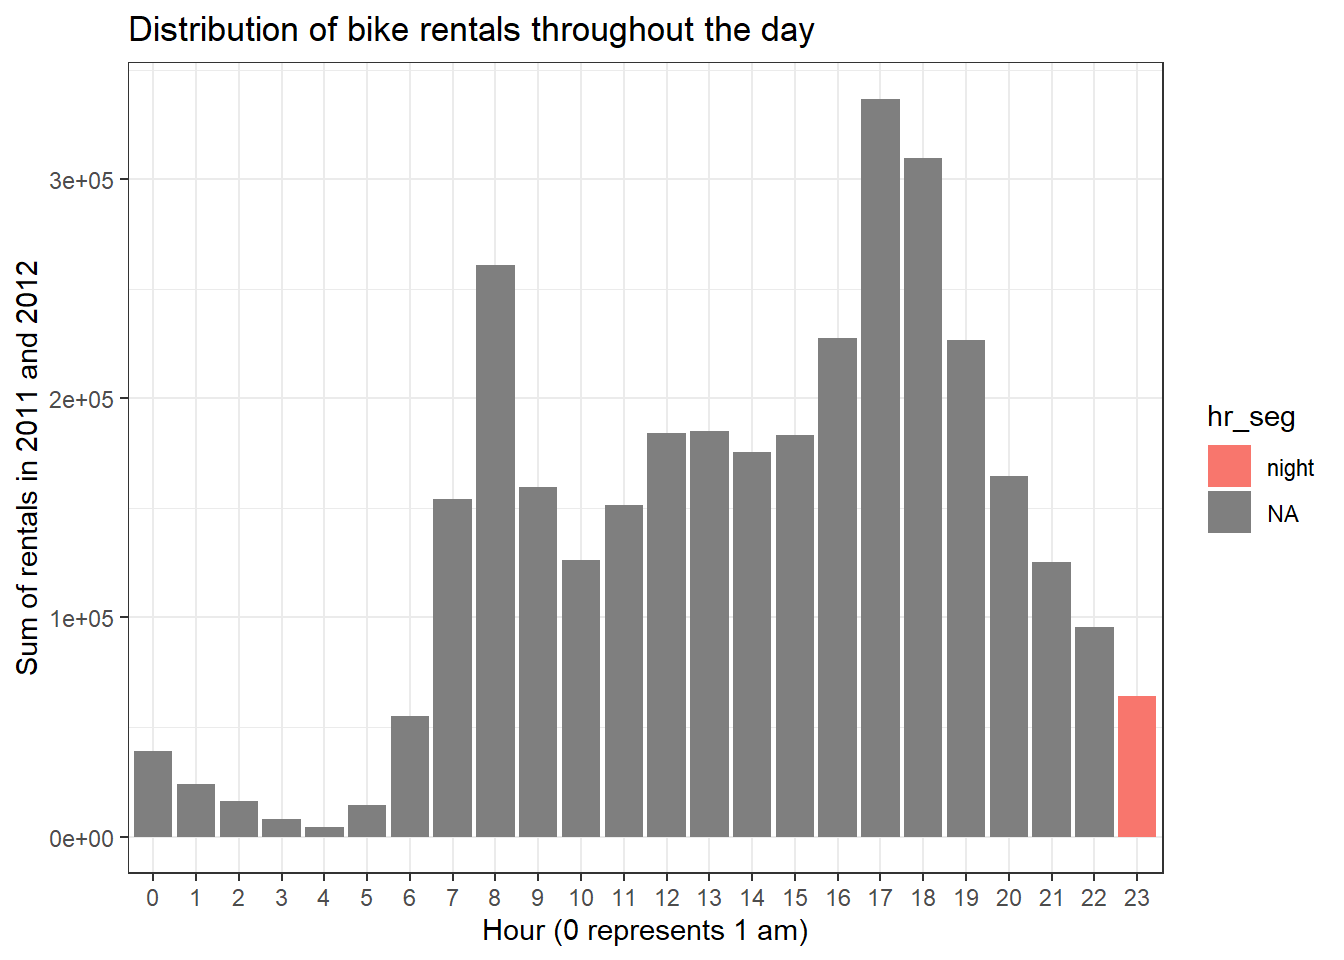 Distribution of bike rentals throughout the day
Sum of rentals in 2011 and 2012
3e+05
2e+05
1e+05
0e+00
0 1 2 3 4 5 6 7 8 9 10 11 12 13 14 15 16 17 18 19 20 21 22 23
Hour (0 represents 1 am)
hr_seg
night
NA